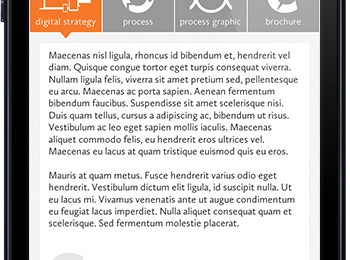 digital strategy
process
process graphic
brochure
Maecenas nisl ligula, rhoncus id bibendum et, hendrerit vel
diam. Quisque congue tortor eget turpis consequat viverra.
Nullam ligula felis, viverra sit amet pretium sed, pellentesque
eu arcu. Maecenas ac porta sapien. Aenean fermentum
bibendum faucibus. Suspendisse sit amet scelerisque nisi.
Duis quam tellus, cursus a adipiscing ac, bibendum ut risus.
Vestibulum ac leo eget sapien mollis iaculis. Maecenas
aliquet commodo felis, eu hendrerit eros ultrices vel.
Maecenas eu lacus at quam tristique euismod quis eu eros.
Mauris at quam metus. Fusce hendrerit varius odio eget
hendrerit. Vestibulum dictum elit ligula, id suscipit nulla. Ut
eu lacus mi. Vivamus venenatis ante ut augue condimentum
eu feugiat lacus imperdiet. Nulla aliquet consequat quam et
scelerisque. Sed fermentum molestie placerat.